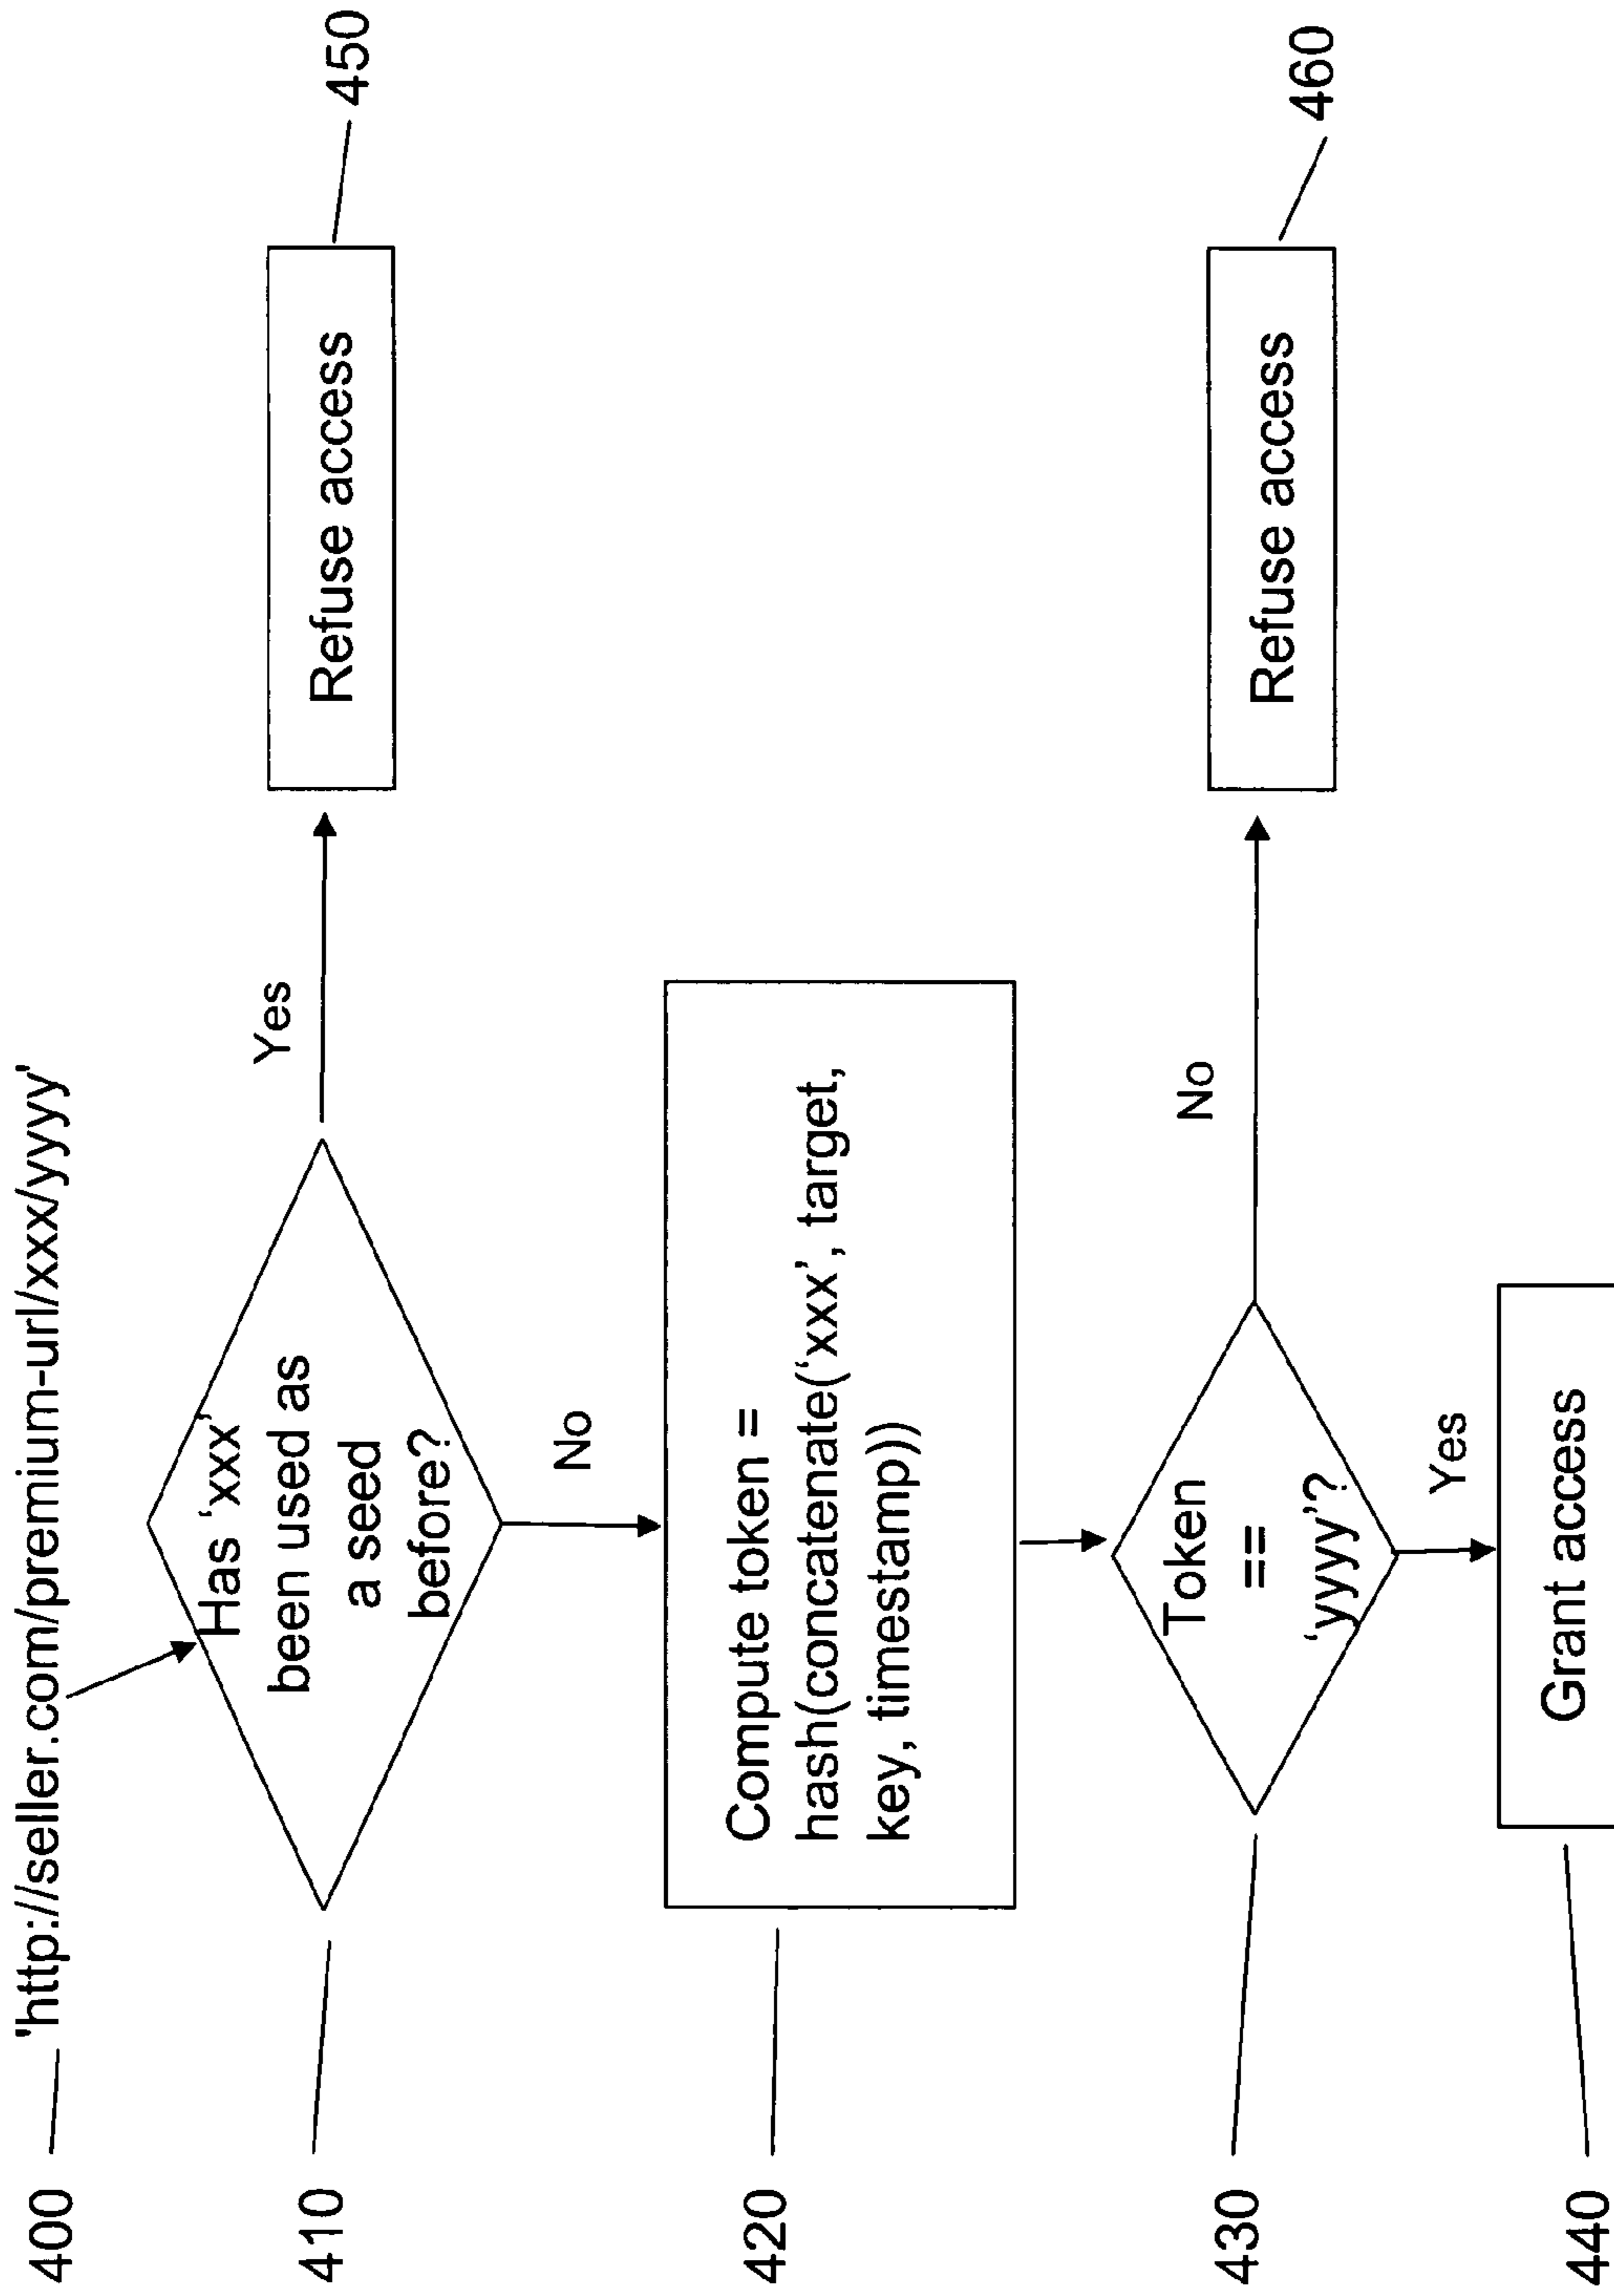 400
'http://seller.com/premium-url/xxx/yyyy'
410
Has ‘xxx’
been used as
a seed
before?
Yes
Refuse access
450
No
420
Compute token =
hash(concatenate(‘xxx’, target,
key, timestamp))
430
Token
==
‘yyyy’?
No
Refuse access
460
Yes
440
Grant access